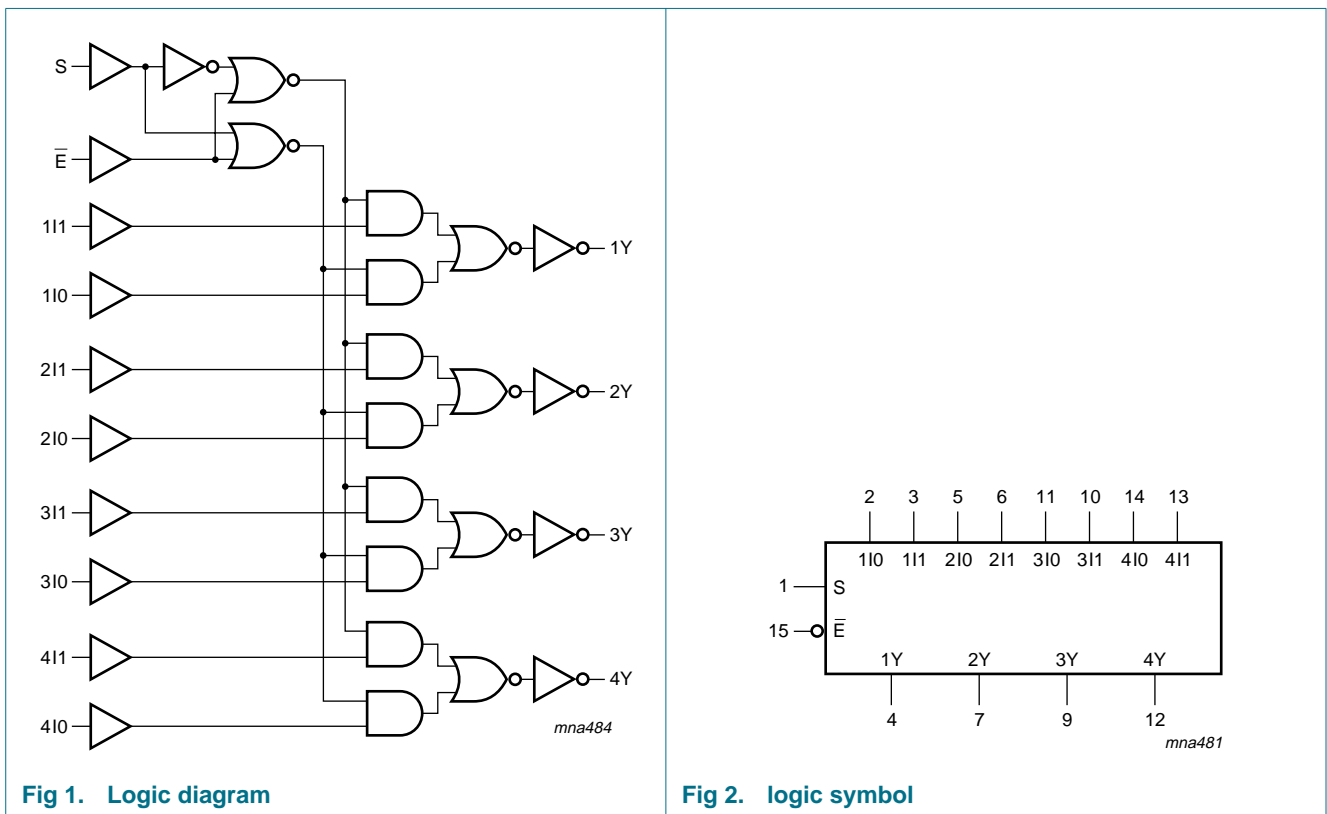 S
E̅
1I1
1I0
1Y
2I1
2Y
2I0
3I1
3Y
3I0
4I1
4Y
4I0
mna484
Fig 1. Logic diagram
2 3 5 6 11 10 14 13
1I0 1I1 2I0 2I1 3I0 3I1 4I0 4I1
1 S
15 E̅
1Y 2Y 3Y 4Y
4 7 9 12
mna481
Fig 2. logic symbol